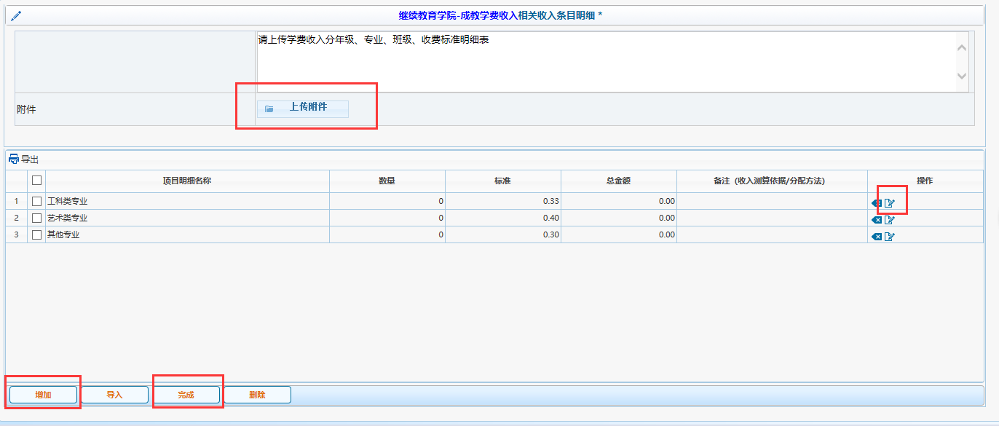 继续教育学院-成教学费收入相关收入条目明细 *
请上传学费收入分年级、专业、班级、收费标准明细表
附件 上传附件
导出
项目明细名称 数量 标准 总金额 备注（收入测算依据/分配方法） 操作
1 工科类专业 0 0.33 0.00
2 艺术类专业 0 0.40 0.00
3 其他专业 0 0.30 0.00
增加 导入 完成 删除